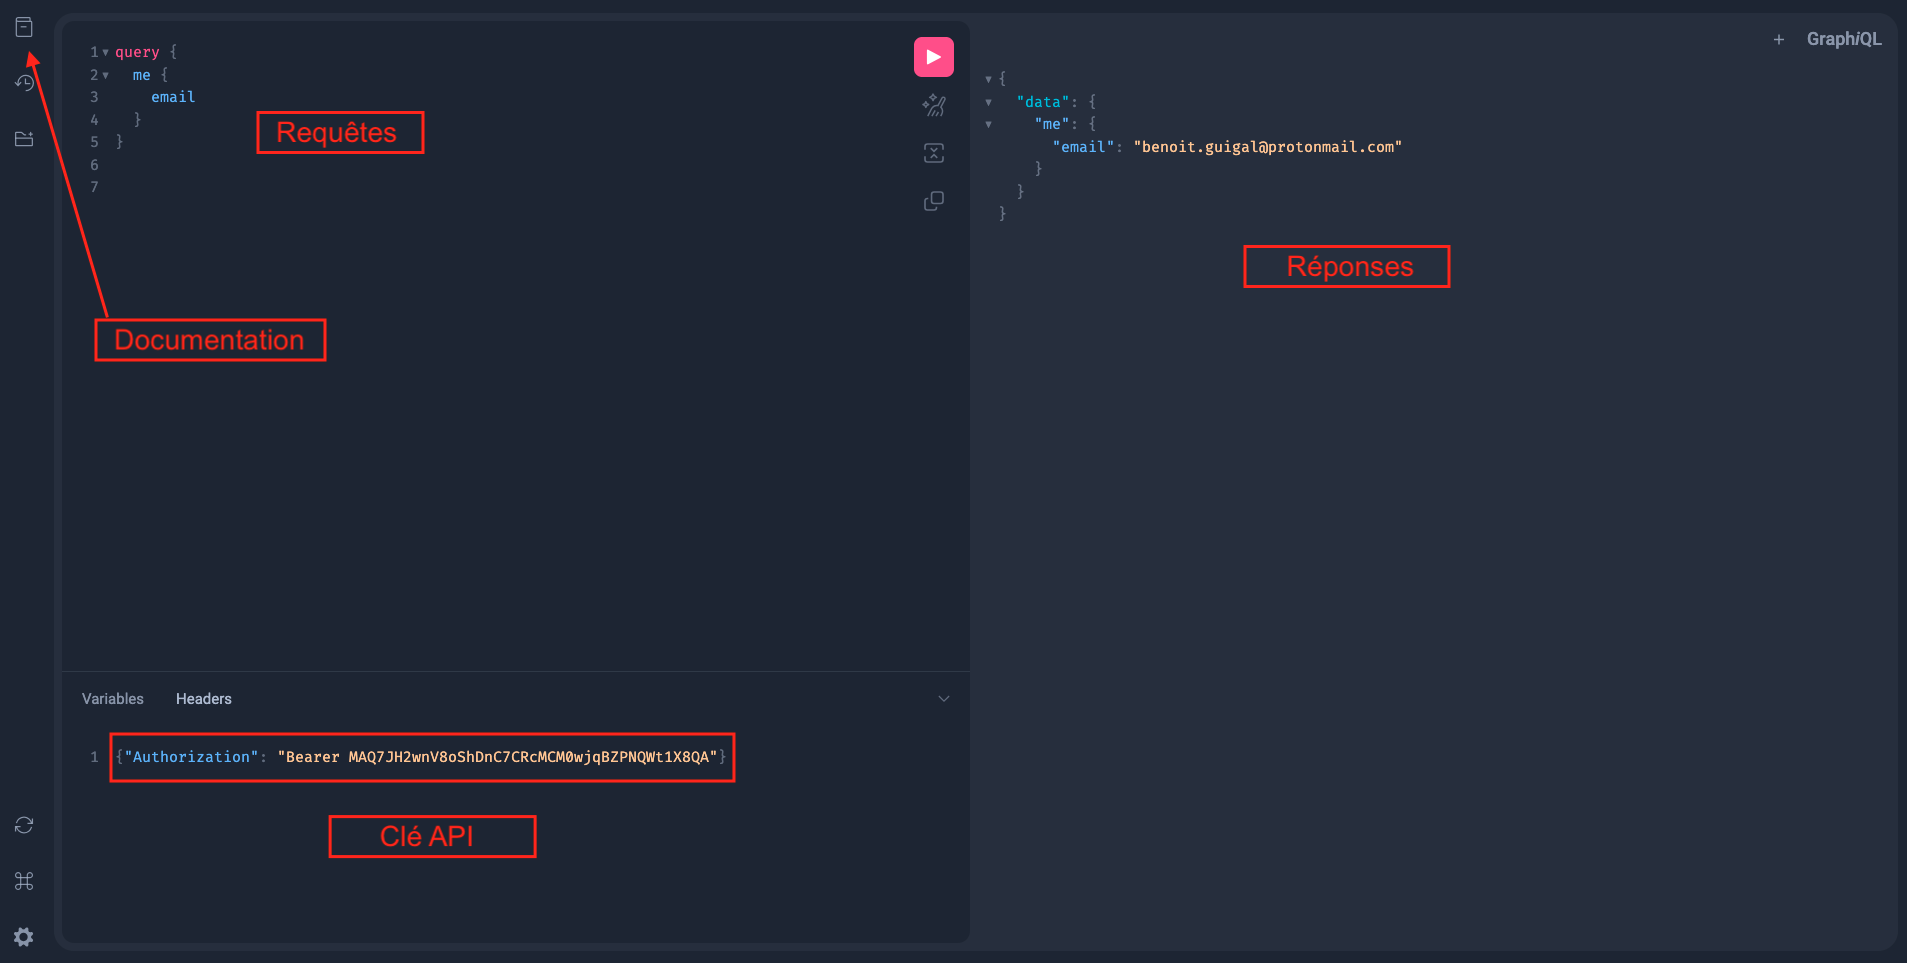 1 query {
2 me {
3 email
4 }
5 }
6
7
Requêtes
Documentation
Variables Headers
1 {"Authorization": "Bearer MAQ7JH2wnV8oShDnC7CRcMCM0wjqBZPNQWt1X8QA"}
Clé API
+ GraphiQL
{
"data": {
"me": {
"email": "benoit.guigal@protonmail.com"
}
}
}
Réponses